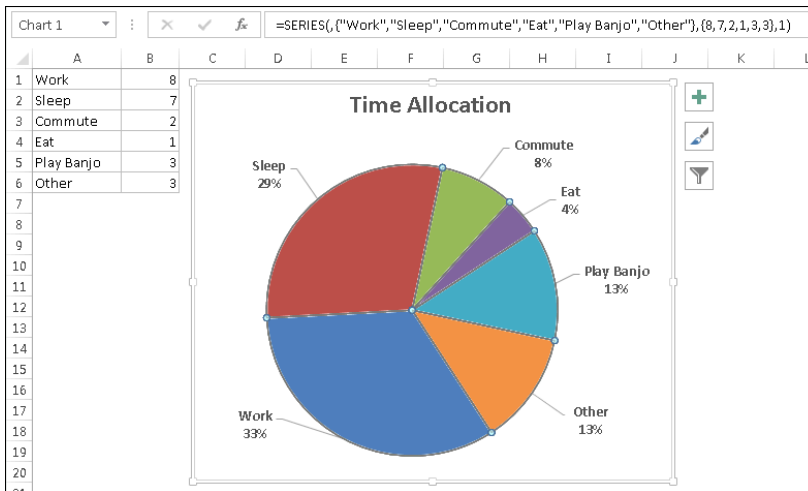 Chart 1
fx
=SERIES(,{"Work","Sleep","Commute","Eat","Play Banjo","Other"},{8,7,2,1,3,3},1)
A B C D E F G H I J K L
1 Work 8
2 Sleep 7
3 Commute 2
4 Eat 1
5 Play Banjo 3
6 Other 3
7
8
9
10
11
12
13
14
15
16
17
18
19
20
21
Time Allocation
Commute
8%
Sleep
29%
Eat
4%
Play Banjo
13%
Work
33%
Other
13%